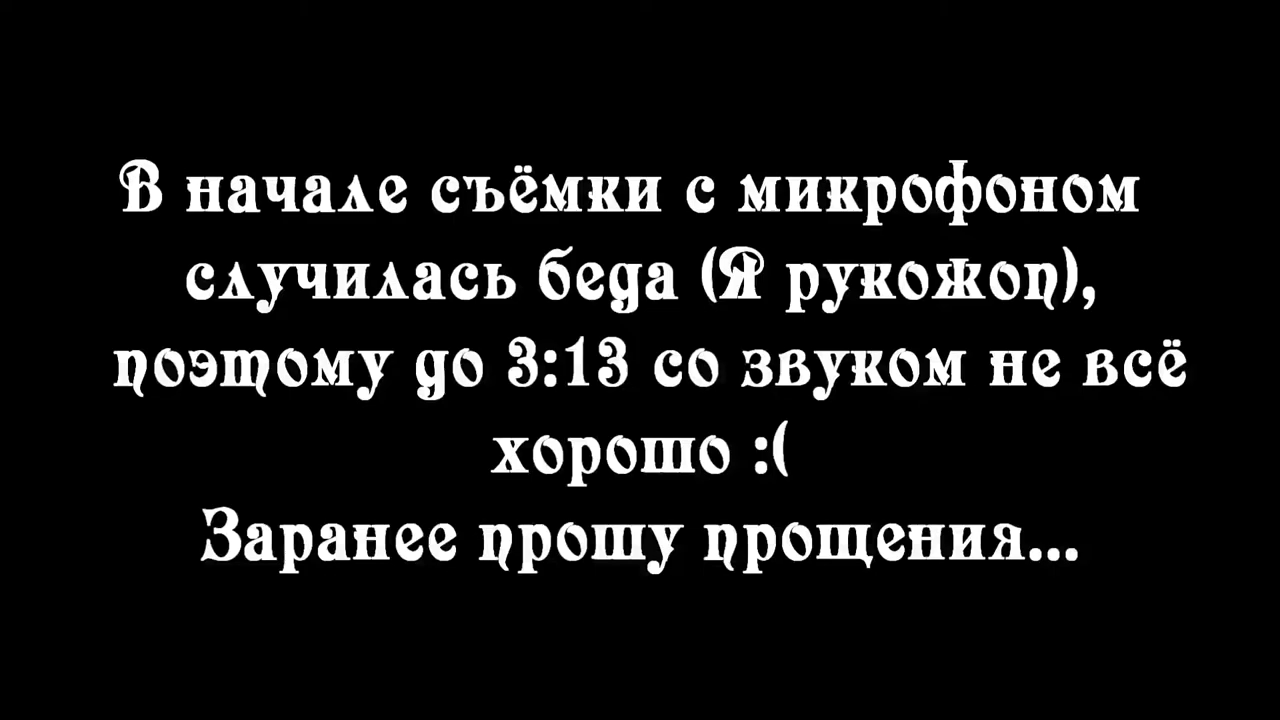 В начале съёмки с микрофоном
случилась беда (Я рукожоп),
поэтому до 3:13 со звуком не всё
хорошо :(
Заранее прошу прощения...